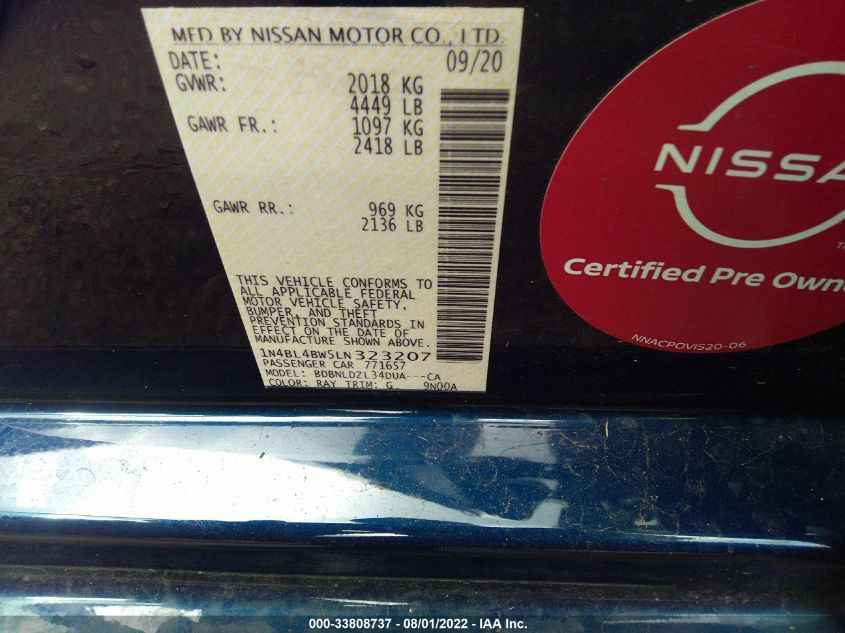 MFD BY NISSAN MOTOR CO., LTD.
DATE: 09/20
GVWR: 2018 KG
4449 LB
GAWR FR.: 1097 KG
2418 LB
GAWR RR.: 969 KG
2136 LB
THIS VEHICLE CONFORMS TO
ALL APPLICABLE FEDERAL
MOTOR VEHICLE SAFETY,
BUMPER, AND THEFT
PREVENTION STANDARDS IN
EFFECT ON THE DATE OF
MANUFACTURE SHOWN ABOVE.
1N4BL4BW5LN323207
PASSENGER CAR 771657
MODEL: BDBNLDZL34DUA---CA
COLOR: RAY TRIM: G 9N00A
NISSA
Certified Pre Own
NNACPOVIS20-06
000-33808737 - 08/01/2022 - IAA Inc.